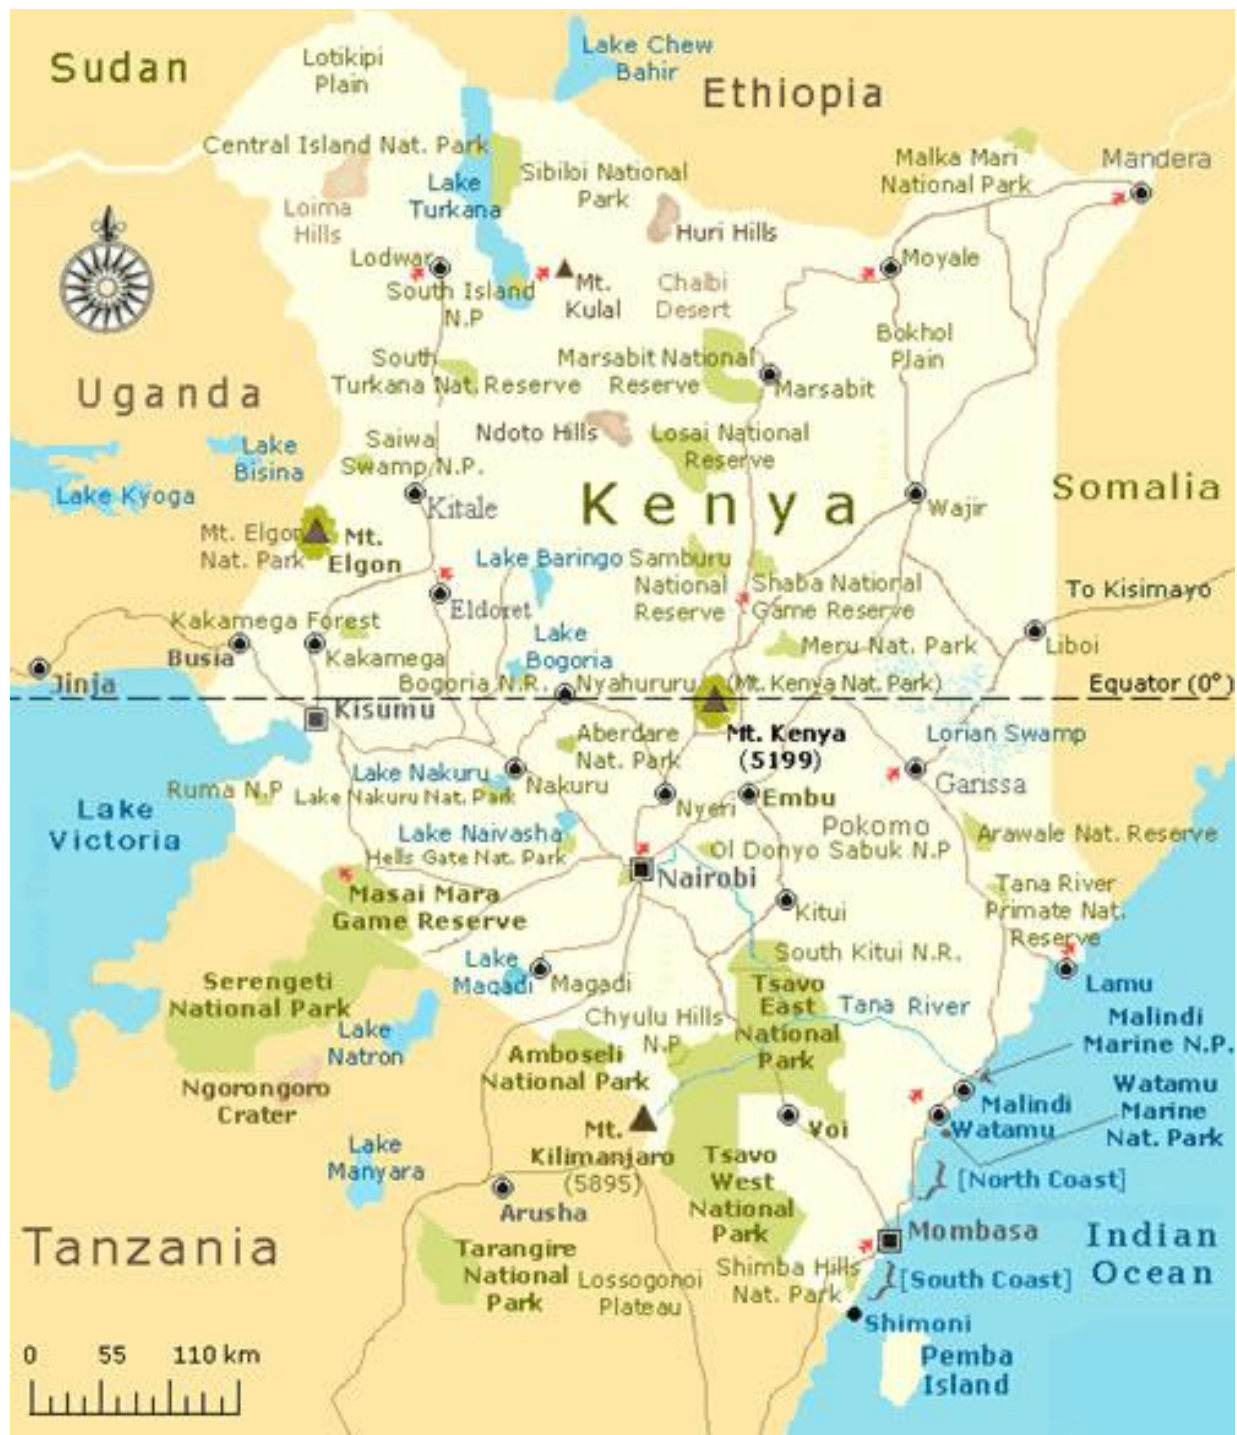 Sudan
Lotikipi
Plain
Lake Chew
Bahir
Ethiopia
Central Island Nat. Park
Lake
Turkana
Sibiloi National
Park
Malka Mari
National Park
Mandera
Loima
Hills
Huri Hills
Lodwar
South Island
N.P
Mt.
Kulal
Chalbi
Desert
Moyale
Bokhol
Plain
South
Turkana Nat. Reserve
Marsabit National
Reserve
Marsabit
Uganda
Lake
Bisina
Lake Kyoga
Saiwa
Swamp N.P.
Ndoto Hills
Losai National
Reserve
Kenya
Somalia
Kitale
Wajir
Mt. Elgon
Nat. Park
Mt.
Elgon
Lake Baringo
Samburu
National
Reserve
Shaba National
Game Reserve
To Kisimayo
Eldoret
Kakamega Forest
Busia
Kakamega
Lake
Bogoria
Meru Nat. Park
Liboi
Jinja
Bogoria N.R.
Nyahururu
(Mt. Kenya Nat. Park)
Equator (0°)
Kisumu
Aberdare
Nat. Park
Mt. Kenya
(5199)
Lorian Swamp
Ruma N.P
Lake Nakuru
Lake Nakuru Nat. Park
Nakuru
Nyeri
Embu
Garissa
Lake
Victoria
Lake Naivasha
Hells Gate Nat. Park
Pokomo
Ol Donyo Sabuk N.P
Arawale Nat. Reserve
Nairobi
Masai Mara
Game Reserve
Kitui
Tana River
Primate Nat.
Reserve
South Kitui N.R.
Lake
Magadi
Magadi
Serengeti
National Park
Tsavo
East
National
Park
Tana River
Lamu
Malindi
Marine N.P.
Lake
Natron
Chyulu Hills
N.P
Amboseli
National Park
Ngorongoro
Crater
Mt.
Kilimanjaro
(5895)
Voi
Malindi
Watamu
Watamu
Marine
Nat. Park
Lake
Manyara
Tsavo
West
National
Park
[North Coast]
Arusha
Tanzania
Mombasa
Indian
Ocean
Tarangire
National
Park
Lossogonoi
Plateau
Shimba Hills
Nat. Park
[South Coast]
Shimoni
Pemba
Island
0 55 110 km